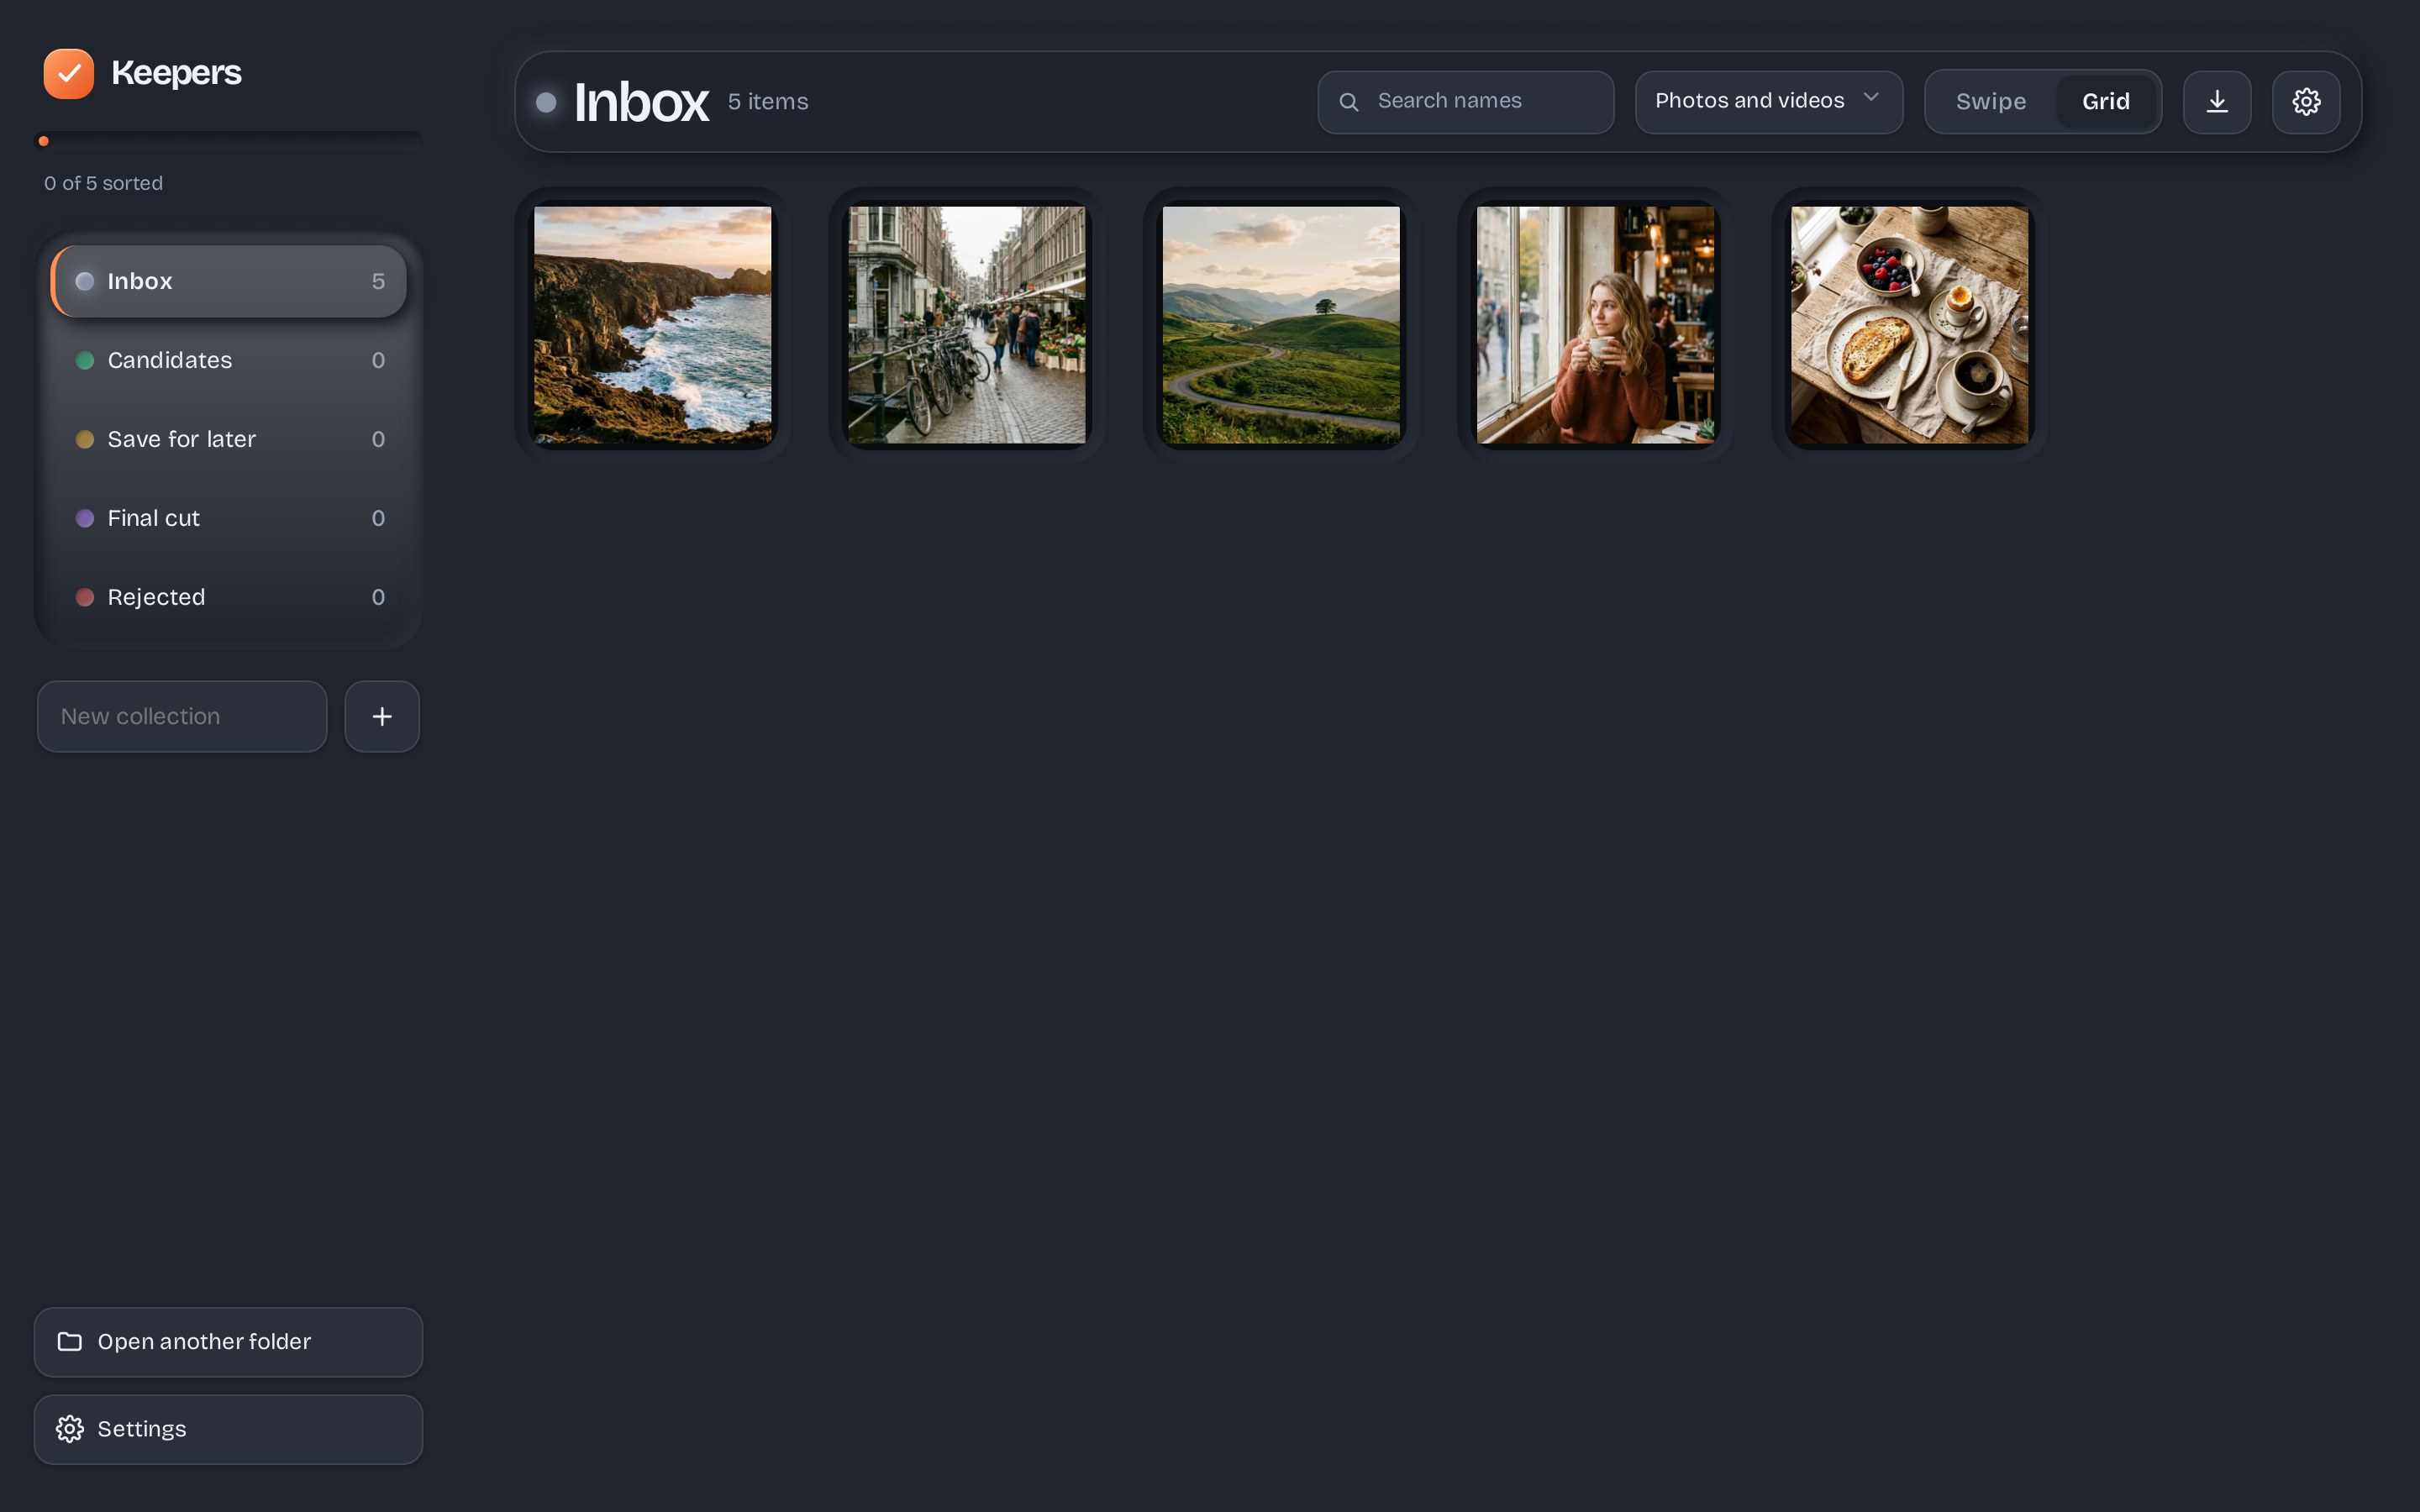 Keepers
0 of 5 sorted
Inbox 5
Candidates 0
Save for later 0
Final cut 0
Rejected 0
New collection
Open another folder
Settings
Inbox 5 items
Search names
Photos and videos
Swipe
Grid